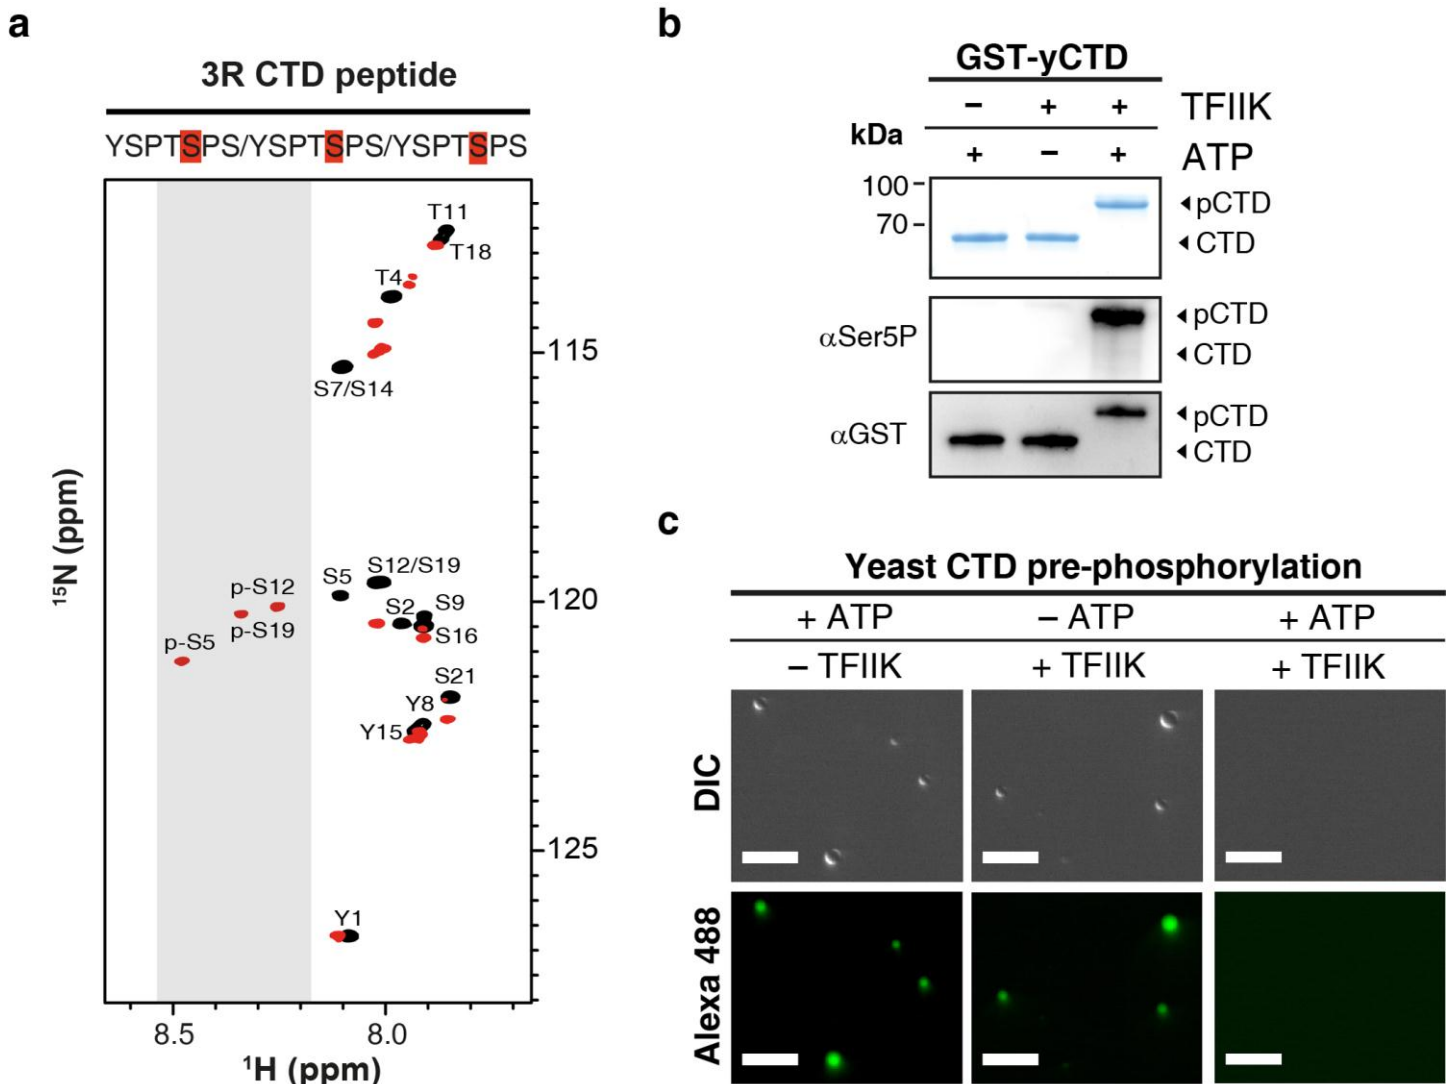 a
3R CTD peptide
YSPTSPS/YSPTSPS/YSPTSPS
T11
T18
T4
115
S7/S14
S12/S19
S5
p-S12
120
S2
S9
p-S19
S16
p-S5
S21
Y8
Y15
125
Y1
8.5
8.0
¹⁵N (ppm)
¹H (ppm)
b
GST-yCTD
− + + TFIIK
kDa
+ − + ATP
100
70
pCTD
CTD
αSer5P
pCTD
CTD
αGST
pCTD
CTD
c
Yeast CTD pre-phosphorylation
+ ATP − ATP + ATP
− TFIIK + TFIIK + TFIIK
DIC
Alexa 488